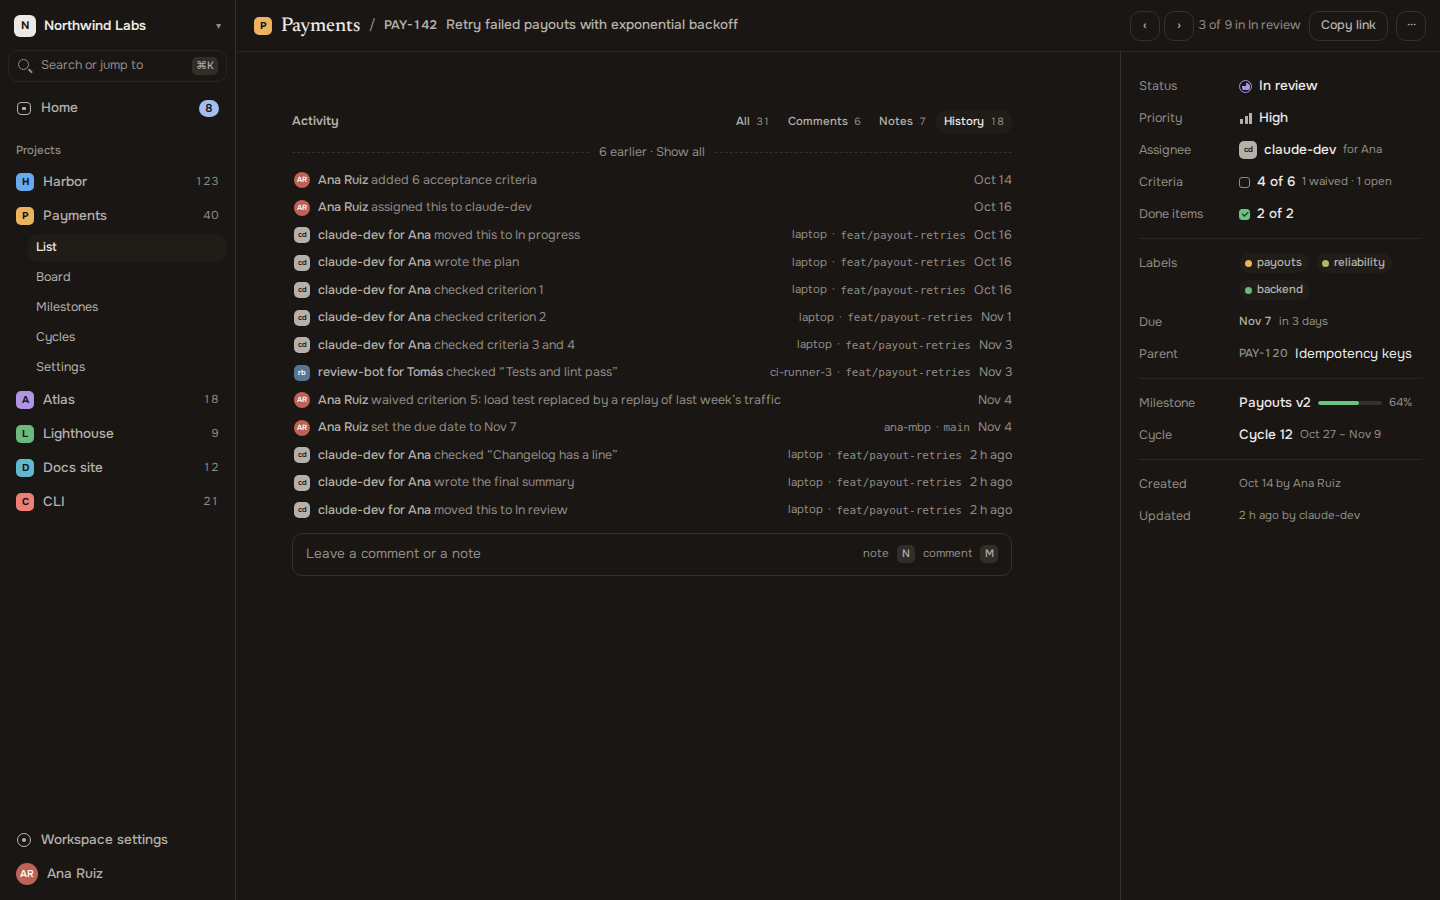 N Northwind Labs ▾
Search or jump to ⌘K
Home 8
Projects
H Harbor 123
P Payments 40
List
Board
Milestones
Cycles
Settings
A Atlas 18
L Lighthouse 9
D Docs site 12
C CLI 21
Workspace settings
AR Ana Ruiz
P Payments / PAY-142 Retry failed payouts with exponential backoff
‹ › 3 of 9 in In review Copy link ···
Activity All 31 Comments 6 Notes 7 History 18
6 earlier · Show all
AR Ana Ruiz added 6 acceptance criteria Oct 14
AR Ana Ruiz assigned this to claude-dev Oct 16
cd claude-dev for Ana moved this to In progress laptop · feat/payout-retries Oct 16
cd claude-dev for Ana wrote the plan laptop · feat/payout-retries Oct 16
cd claude-dev for Ana checked criterion 1 laptop · feat/payout-retries Oct 16
cd claude-dev for Ana checked criterion 2 laptop · feat/payout-retries Nov 1
cd claude-dev for Ana checked criteria 3 and 4 laptop · feat/payout-retries Nov 3
rb review-bot for Tomás checked “Tests and lint pass” ci-runner-3 · feat/payout-retries Nov 3
AR Ana Ruiz waived criterion 5: load test replaced by a replay of last week’s traffic Nov 4
AR Ana Ruiz set the due date to Nov 7 ana-mbp · main Nov 4
cd claude-dev for Ana checked “Changelog has a line” laptop · feat/payout-retries 2 h ago
cd claude-dev for Ana wrote the final summary laptop · feat/payout-retries 2 h ago
cd claude-dev for Ana moved this to In review laptop · feat/payout-retries 2 h ago
Leave a comment or a note note N comment M
Status In review
Priority High
Assignee cd claude-dev for Ana
Criteria 4 of 6 1 waived · 1 open
Done items 2 of 2
Labels payouts reliability
backend
Due Nov 7 in 3 days
Parent PAY-120 Idempotency keys
Milestone Payouts v2 64%
Cycle Cycle 12 Oct 27 – Nov 9
Created Oct 14 by Ana Ruiz
Updated 2 h ago by claude-dev